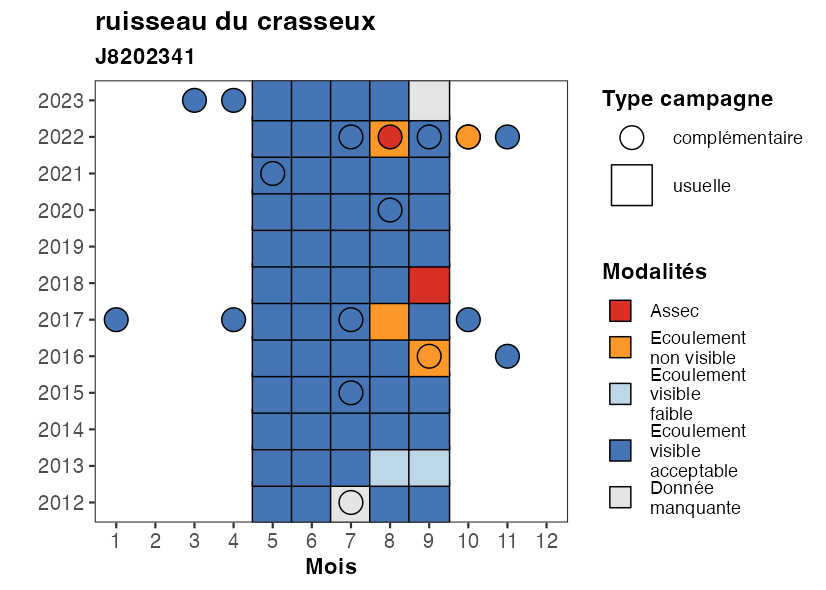 ruisseau du crasseux
J8202341
2023
2022
2021
2020
2019
2018
2017
2016
2015
2014
2013
2012
1 2 3 4 5 6 7 8 9 10 11 12
Mois
Type campagne
complémentaire
usuelle
Modalités
Assec
Ecoulement
non visible
Ecoulement
visible
faible
Ecoulement
visible
acceptable
Donnée
manquante